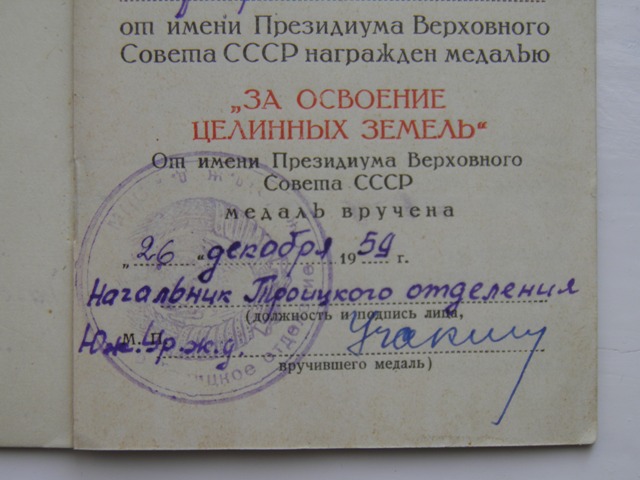 от имени Президиума Верховного
Совета СССР награжден медалью
„ЗА ОСВОЕНИЕ
ЦЕЛИННЫХ ЗЕМЕЛЬ“
От имени Президиума Верховного
Совета СССР
медаль вручена
„26“ декабря 1959 г.
Начальник Троицкого отделения
(должность и подпись лица,
М. П.
Юж. Ур. ж. д.
вручившего медаль)